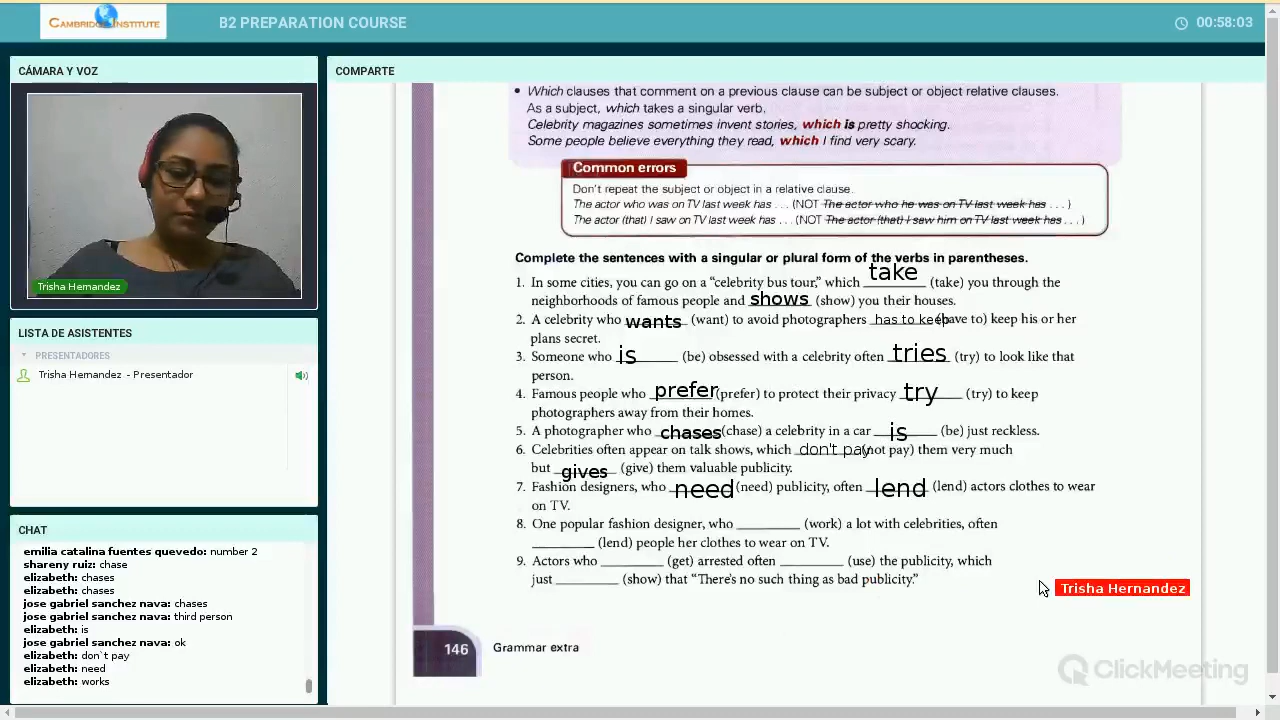 CAMBRIDGE INSTITUTE
B2 PREPARATION COURSE
00:58:03
CÁMARA Y VOZ
Trisha Hernandez
LISTA DE ASISTENTES
PRESENTADORES
Trisha Hernandez - Presentador
CHAT
emilia catalina fuentes quevedo: number 2
shareny ruiz: chase
elizabeth: chases
elizabeth: chases
jose gabriel sanchez nava: chases
jose gabriel sanchez nava: third person
elizabeth: is
jose gabriel sanchez nava: ok
elizabeth: don`t pay
elizabeth: need
elizabeth: works
COMPARTE
• Which clauses that comment on a previous clause can be subject or object relative clauses.
As a subject, which takes a singular verb.
Celebrity magazines sometimes invent stories, which is pretty shocking.
Some people believe everything they read, which I find very scary.
Common errors
Don't repeat the subject or object in a relative clause.
The actor who was on TV last week has . . . (NOT The actor who he was on TV last week has . . . )
The actor (that) I saw on TV last week has . . . (NOT The actor (that) I saw him on TV last week has . . . )
Complete the sentences with a singular or plural form of the verbs in parentheses.
1. In some cities, you can go on a “celebrity bus tour,” which take (take) you through the
neighborhoods of famous people and shows (show) you their houses.
2. A celebrity who wants (want) to avoid photographers has to keep (have to) keep his or her
plans secret.
3. Someone who is (be) obsessed with a celebrity often tries (try) to look like that
person.
4. Famous people who prefer (prefer) to protect their privacy try (try) to keep
photographers away from their homes.
5. A photographer who chases (chase) a celebrity in a car is (be) just reckless.
6. Celebrities often appear on talk shows, which don't pay (not pay) them very much
but gives (give) them valuable publicity.
7. Fashion designers, who need (need) publicity, often lend (lend) actors clothes to wear
on TV.
8. One popular fashion designer, who ________ (work) a lot with celebrities, often
________ (lend) people her clothes to wear on TV.
9. Actors who ________ (get) arrested often ________ (use) the publicity, which
just ________ (show) that “There's no such thing as bad publicity.”
Trisha Hernandez
146 Grammar extra
ClickMeeting